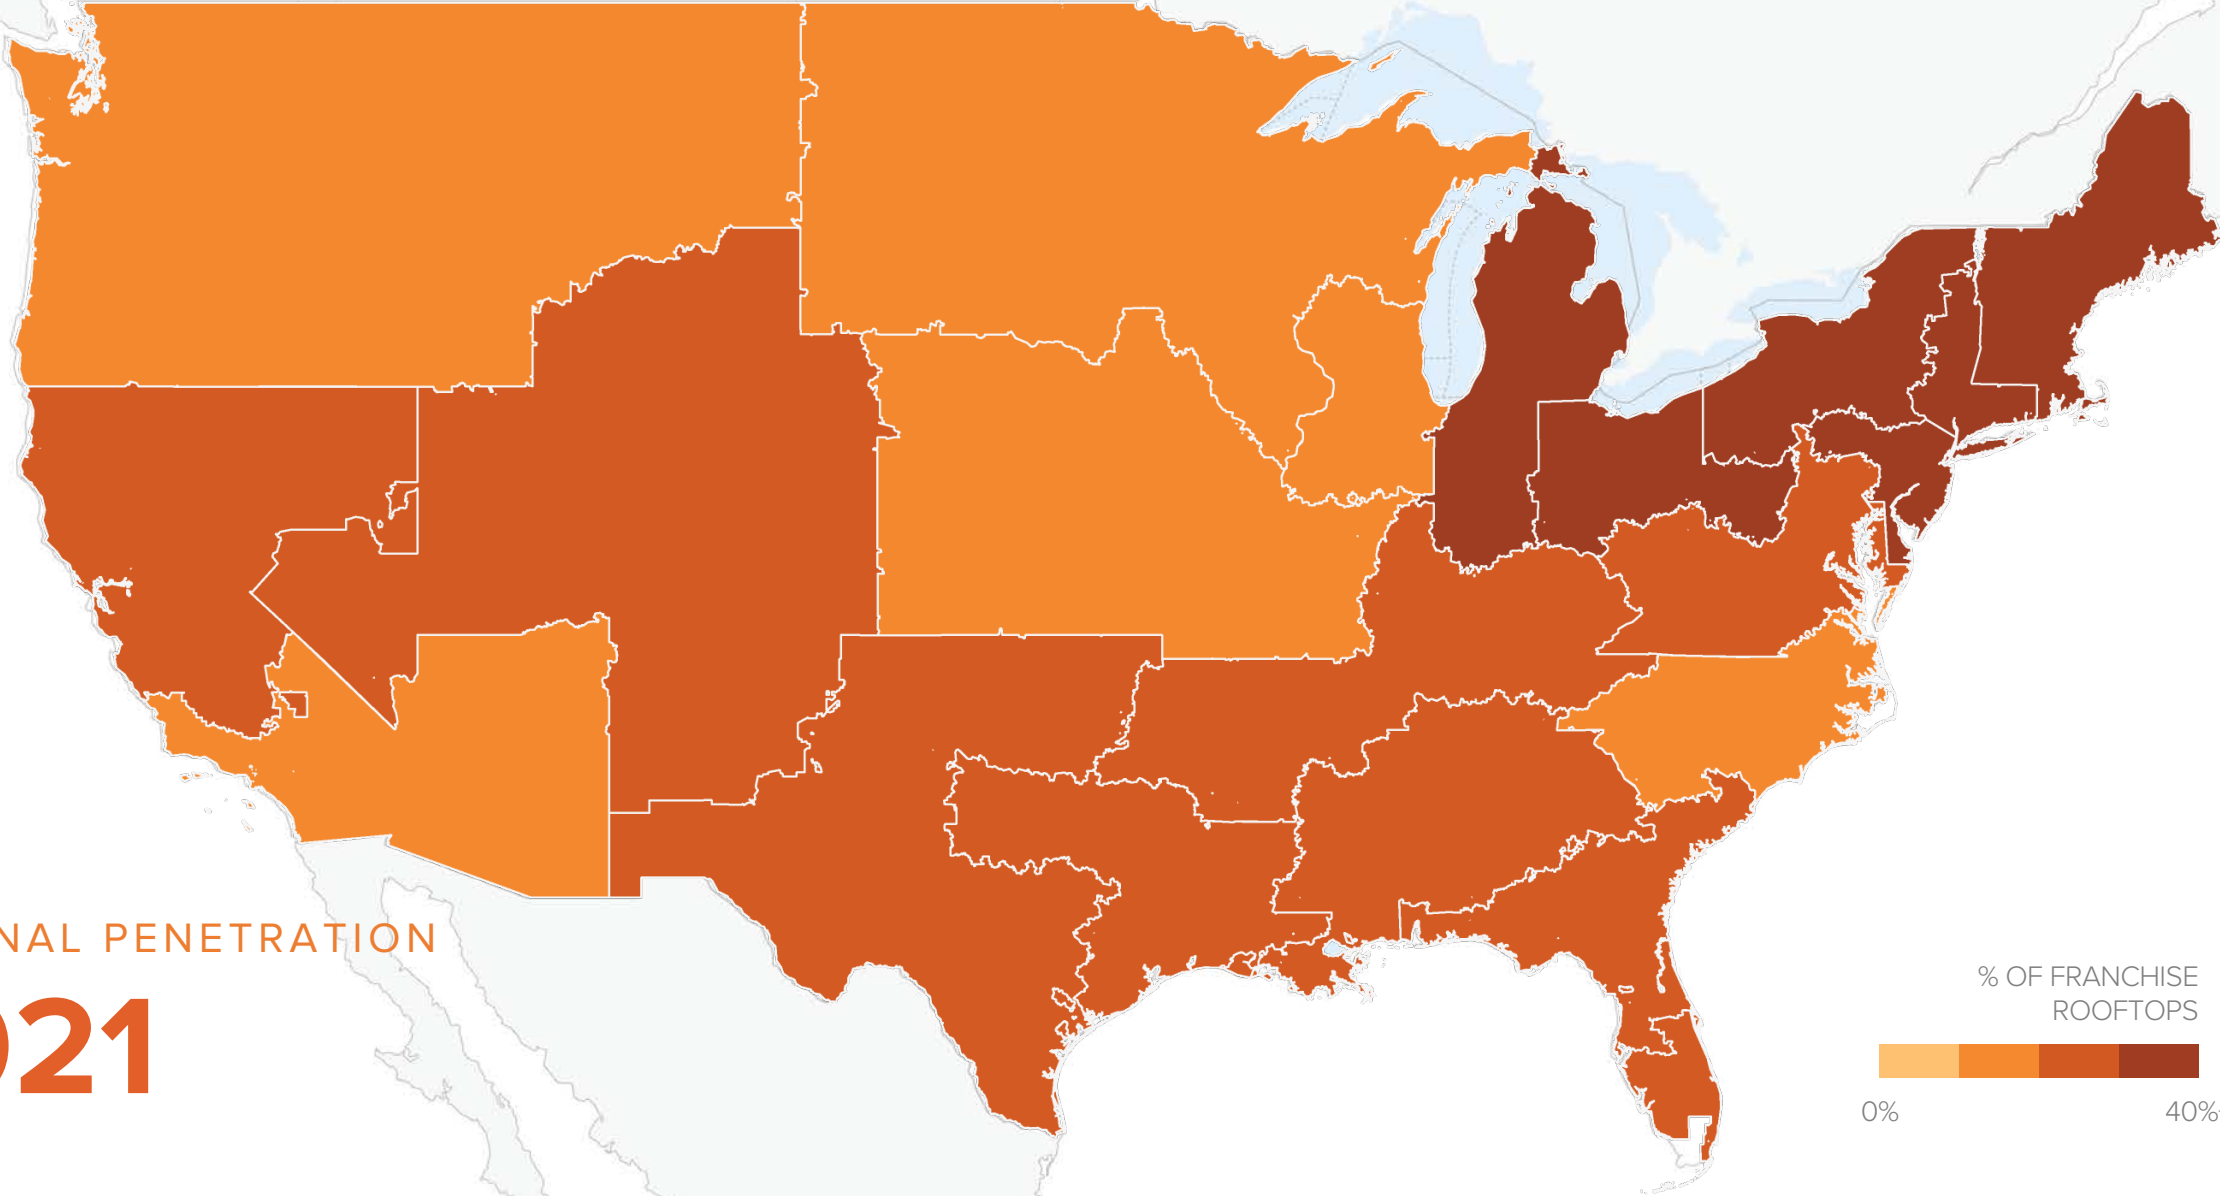 NAL PENETRATION
021
% OF FRANCHISE
ROOFTOPS
0%
40%